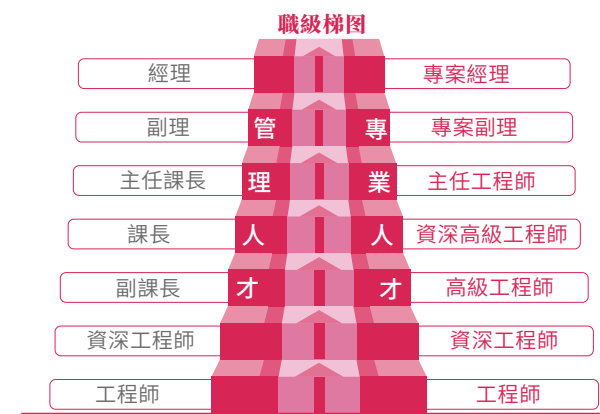 職級梯图
經理 專案經理
副理 管 專 專案副理
主任課長 理 業 主任工程師
課長 人 人 資深高級工程師
副課長 才 才 高級工程師
資深工程師 資深工程師
工程師 工程師